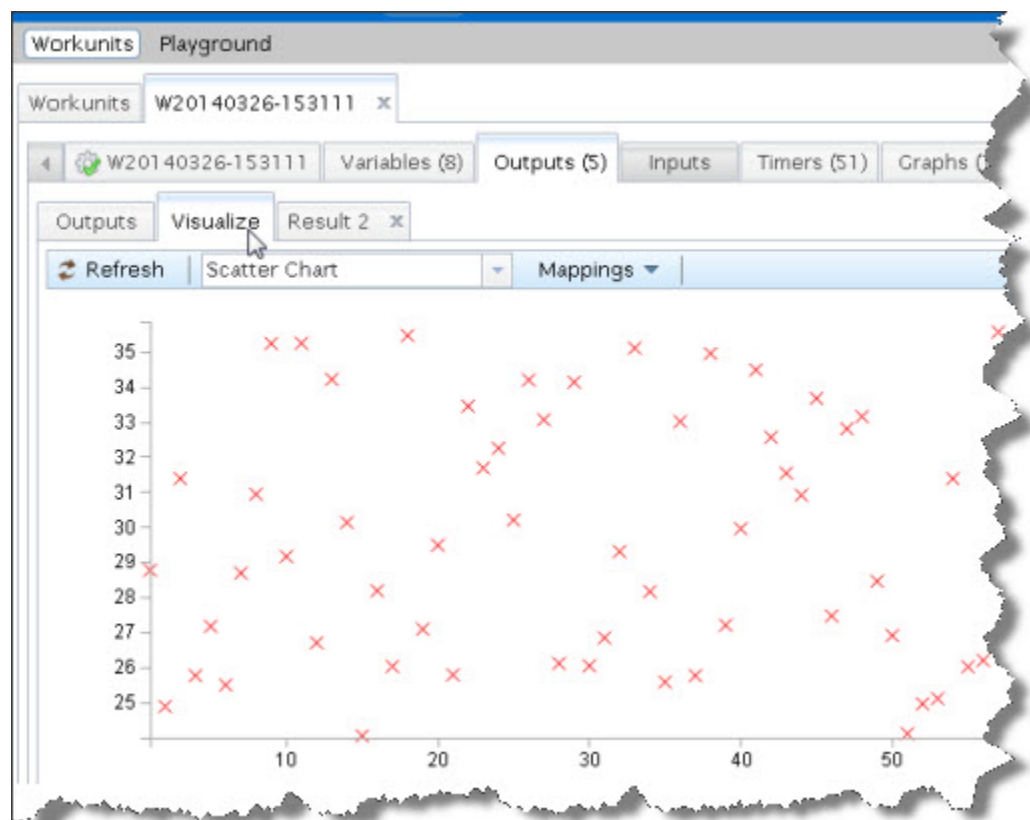 Workunits Playground
Workunits W20140326-153111 x
W20140326-153111 Variables (8) Outputs (5) Inputs Timers (51) Graphs (
Outputs Visualize Result 2 x
Refresh Scatter Chart Mappings
35
34
33
32
31
30
29
28
27
26
25
10 20 30 40 50